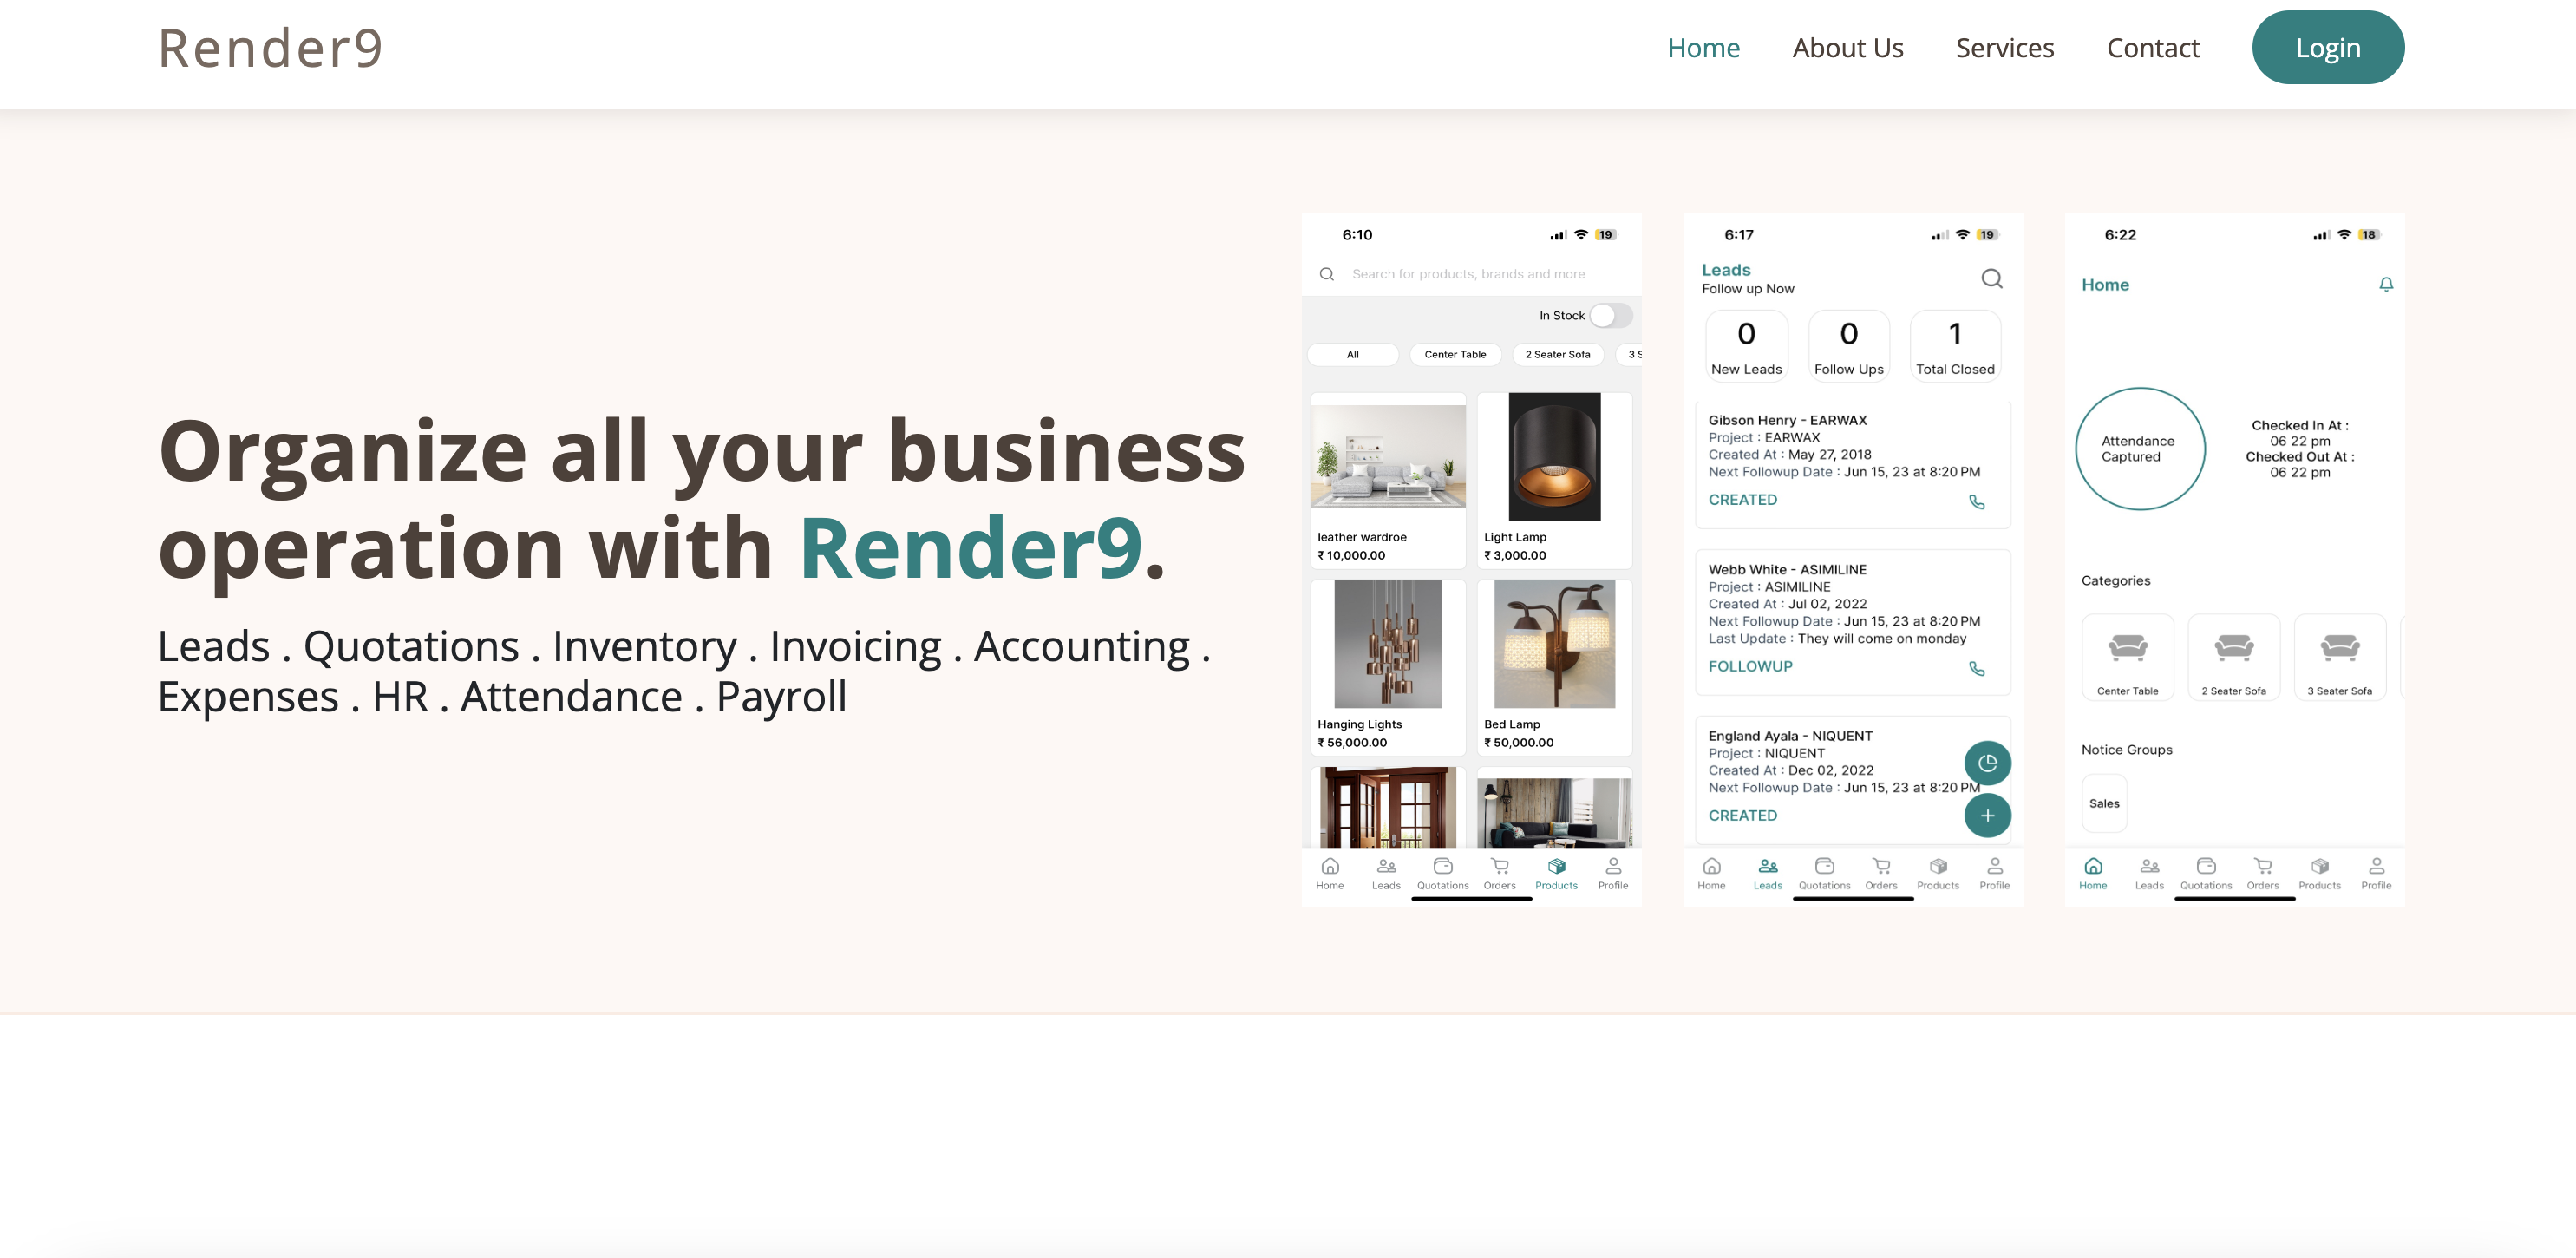 Render9
Home About Us Services Contact Login
Organize all your business
operation with Render9.
Leads . Quotations . Inventory . Invoicing . Accounting .
Expenses . HR . Attendance . Payroll
6:10 19
Search for products, brands and more
In Stock
All Center Table 2 Seater Sofa 3 S
leather wardroe
₹ 10,000.00
Light Lamp
₹ 3,000.00
Hanging Lights
₹ 56,000.00
Bed Lamp
₹ 50,000.00
Home Leads Quotations Orders Products Profile
6:17 19
Leads
Follow up Now
0 0 1
New Leads Follow Ups Total Closed
Gibson Henry - EARWAX
Project : EARWAX
Created At : May 27, 2018
Next Followup Date : Jun 15, 23 at 8:20 PM
CREATED
Webb White - ASIMILINE
Project : ASIMILINE
Created At : Jul 02, 2022
Next Followup Date : Jun 15, 23 at 8:20 PM
Last Update : They will come on monday
FOLLOWUP
England Ayala - NIQUENT
Project : NIQUENT
Created At : Dec 02, 2022
Next Followup Date : Jun 15, 23 at 8:20 PM
CREATED
Home Leads Quotations Orders Products Profile
6:22 18
Home
Attendance
Captured
Checked In At :
06 22 pm
Checked Out At :
06 22 pm
Categories
Center Table 2 Seater Sofa 3 Seater Sofa
Notice Groups
Sales
Home Leads Quotations Orders Products Profile